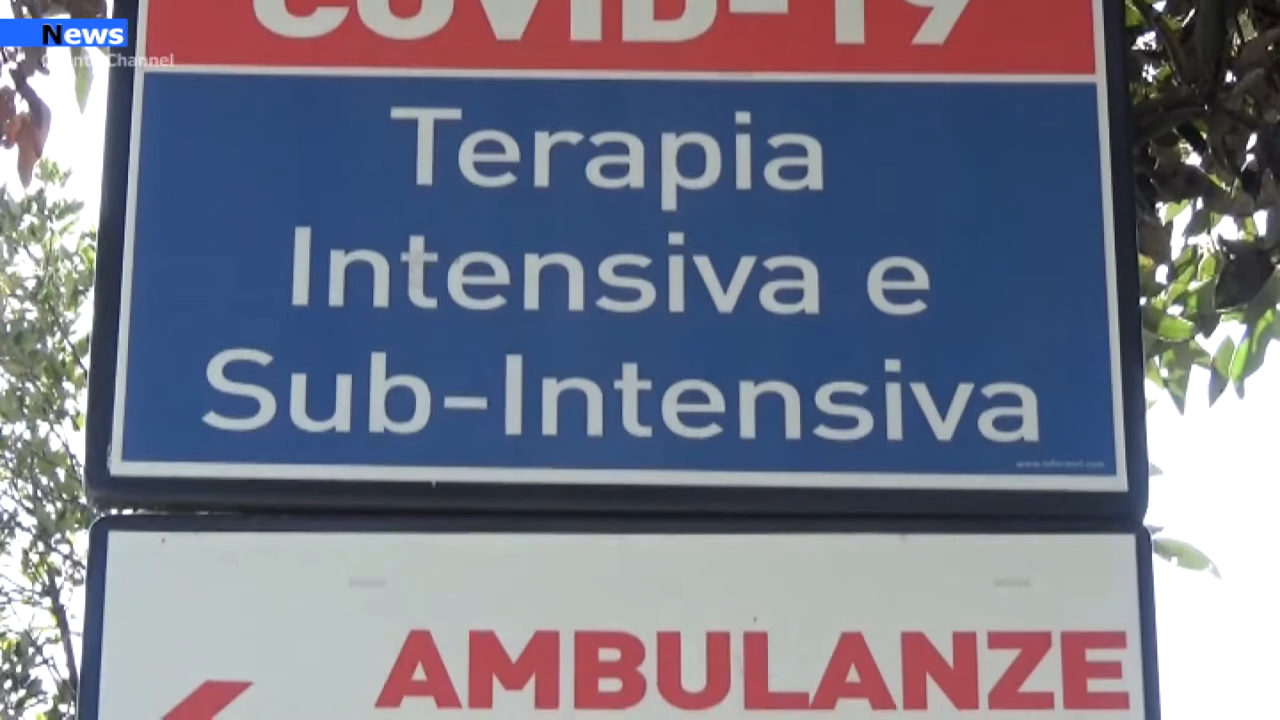 News
COVID-19
Terapia
Intensiva e
Sub-Intensiva
AMBULANZE